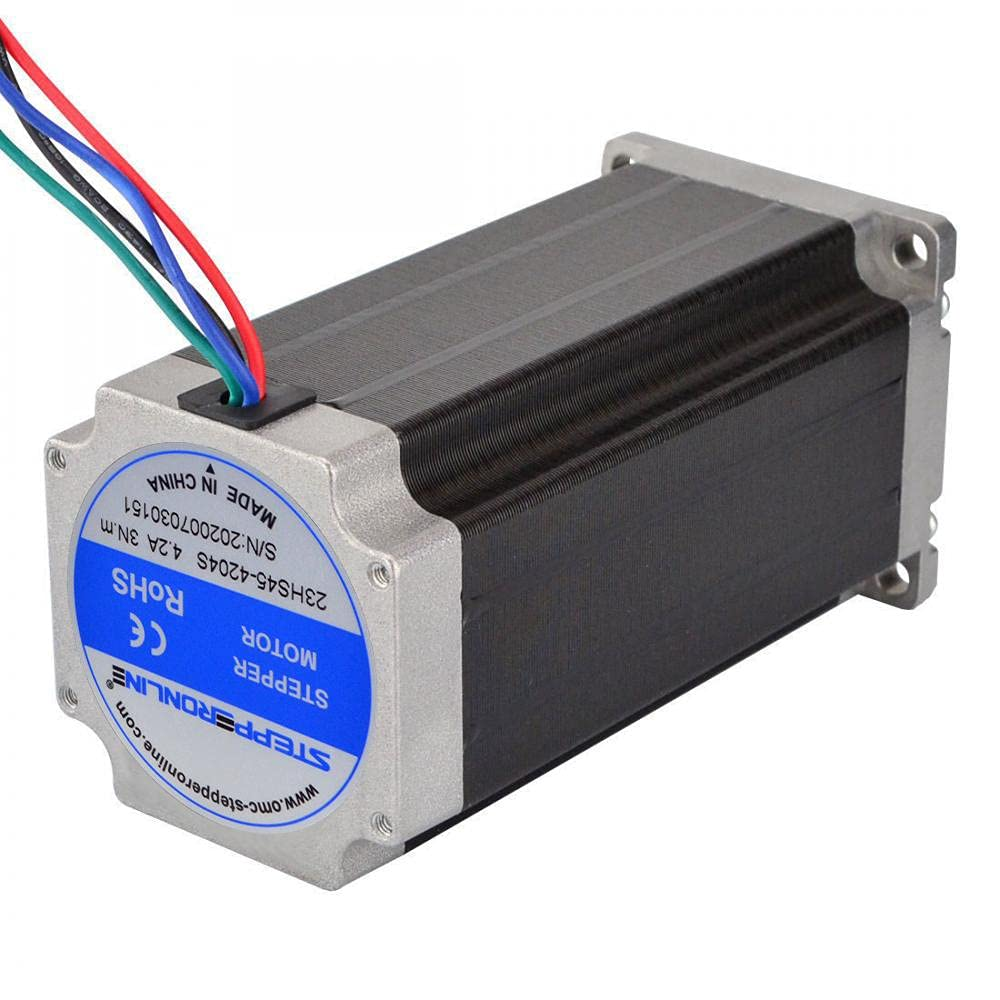 www.omc-stepperonline.com
STEPPERONLINE®
STEPPER
MOTOR
CE
RoHS
23HS45-4204S 4.2A 3N.m
S/N:202007030151
MADE IN CHINA